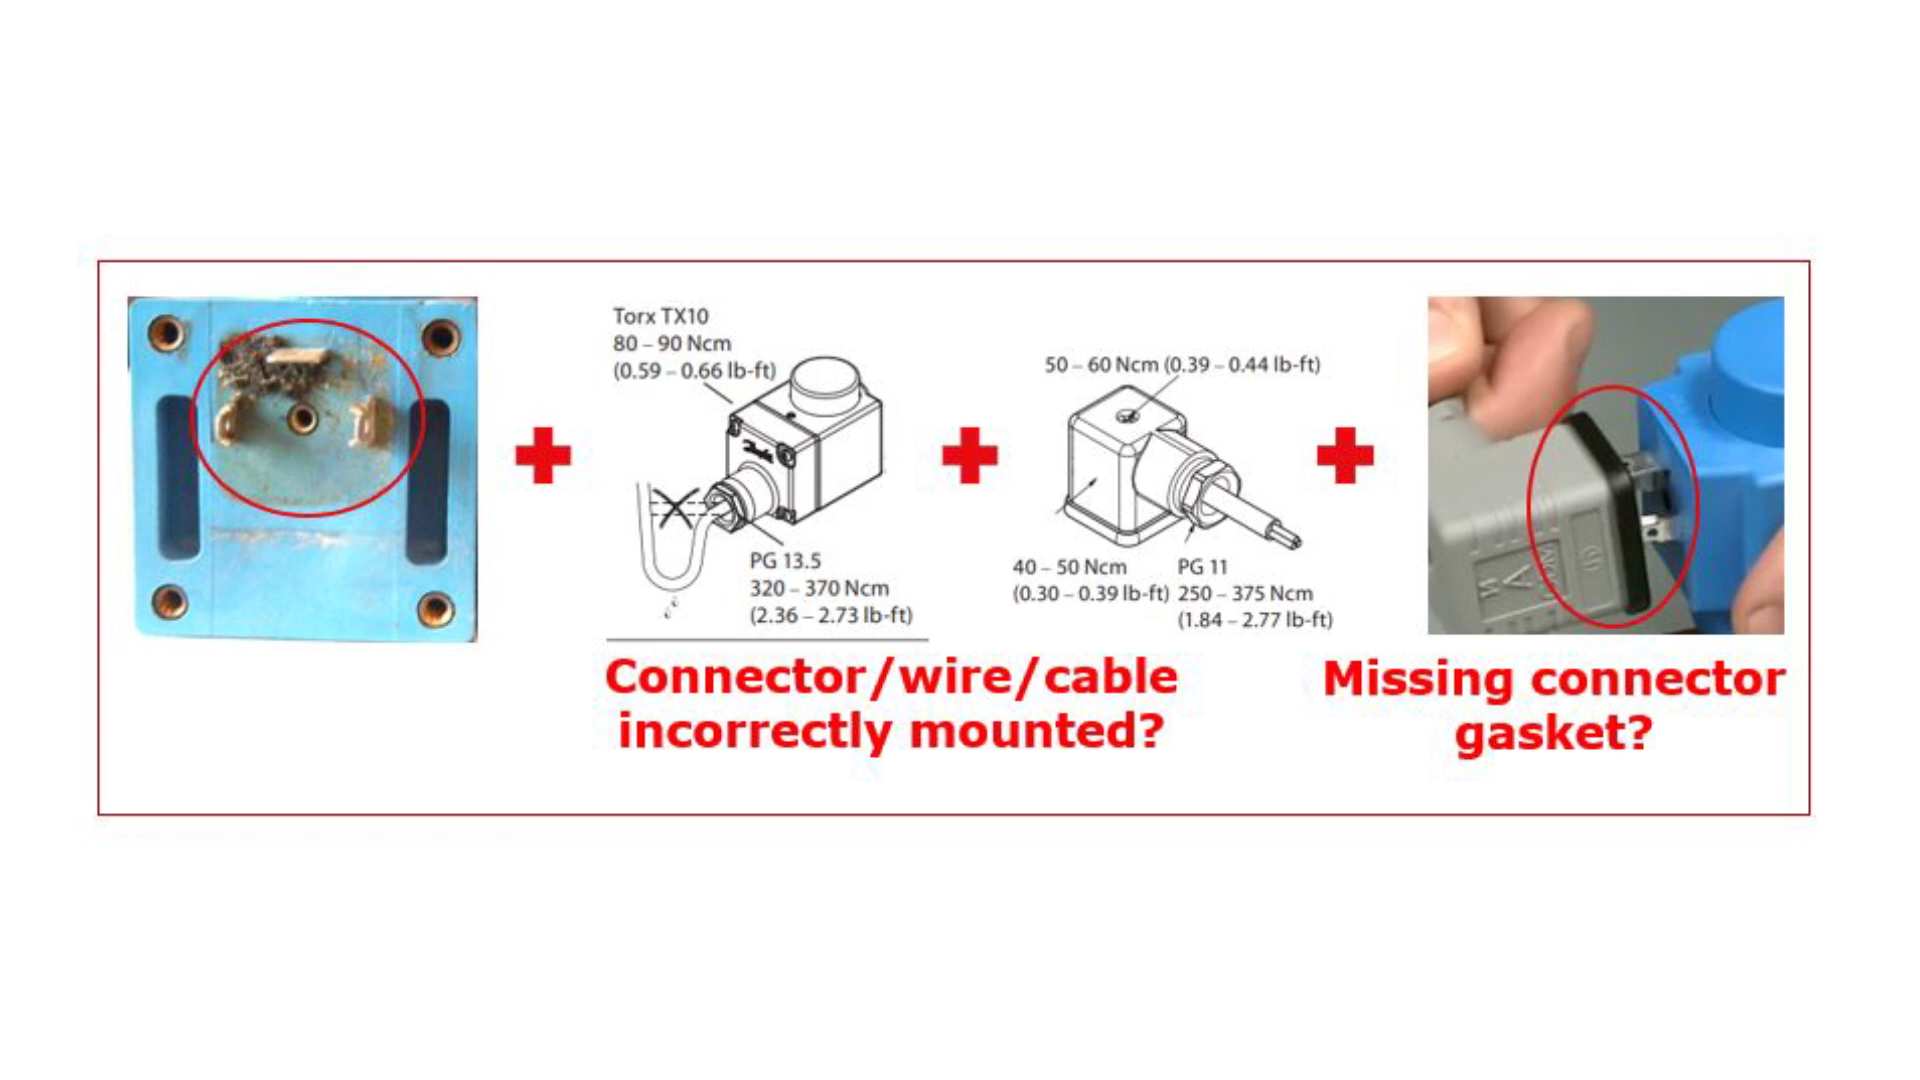 Torx TX10
80 – 90 Ncm
(0.59 – 0.66 lb-ft)
Danfoss
PG 13.5
320 – 370 Ncm
(2.36 – 2.73 lb-ft)
50 – 60 Ncm (0.39 – 0.44 lb-ft)
40 – 50 Ncm
(0.30 – 0.39 lb-ft)
PG 11
250 – 375 Ncm
(1.84 – 2.77 lb-ft)
Connector/wire/cable
incorrectly mounted?
Missing connector
gasket?